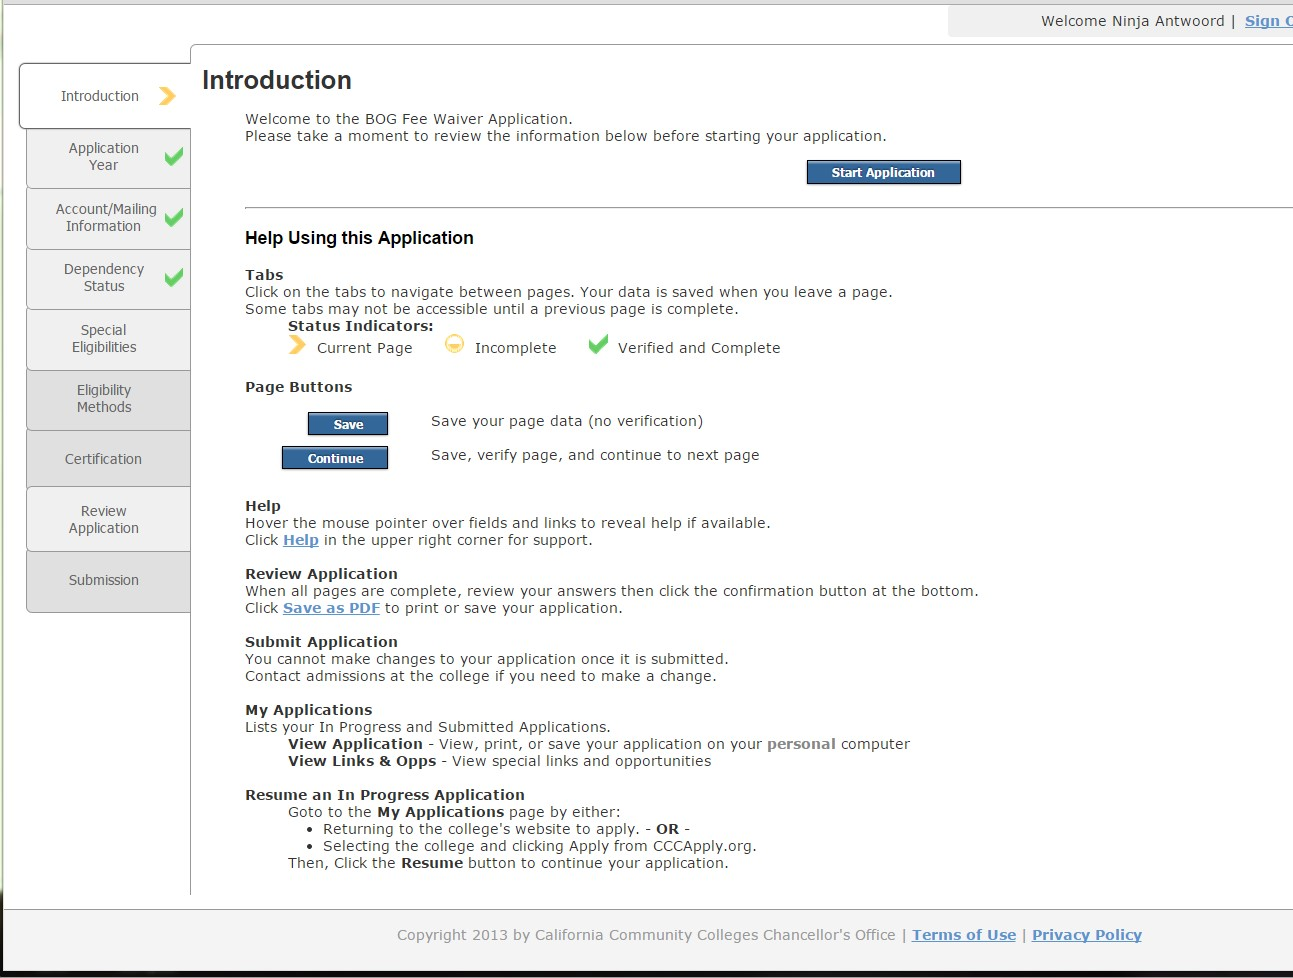 Welcome Ninja Antwoord | Sign
Introduction
Introduction
Application
Year
Account/Mailing
Information
Dependency
Status
Special
Eligibilities
Eligibility
Methods
Certification
Review
Application
Submission
Welcome to the BOG Fee Waiver Application.
Please take a moment to review the information below before starting your application.
Start Application
Help Using this Application
Tabs
Click on the tabs to navigate between pages. Your data is saved when you leave a page.
Some tabs may not be accessible until a previous page is complete.
Status Indicators:
Current Page Incomplete Verified and Complete
Page Buttons
Save Save your page data (no verification)
Continue Save, verify page, and continue to next page
Help
Hover the mouse pointer over fields and links to reveal help if available.
Click Help in the upper right corner for support.
Review Application
When all pages are complete, review your answers then click the confirmation button at the bottom.
Click Save as PDF to print or save your application.
Submit Application
You cannot make changes to your application once it is submitted.
Contact admissions at the college if you need to make a change.
My Applications
Lists your In Progress and Submitted Applications.
View Application - View, print, or save your application on your personal computer
View Links & Opps - View special links and opportunities
Resume an In Progress Application
Goto to the My Applications page by either:
• Returning to the college's website to apply. - OR -
• Selecting the college and clicking Apply from CCCApply.org.
Then, Click the Resume button to continue your application.
Copyright 2013 by California Community Colleges Chancellor's Office | Terms of Use | Privacy Policy